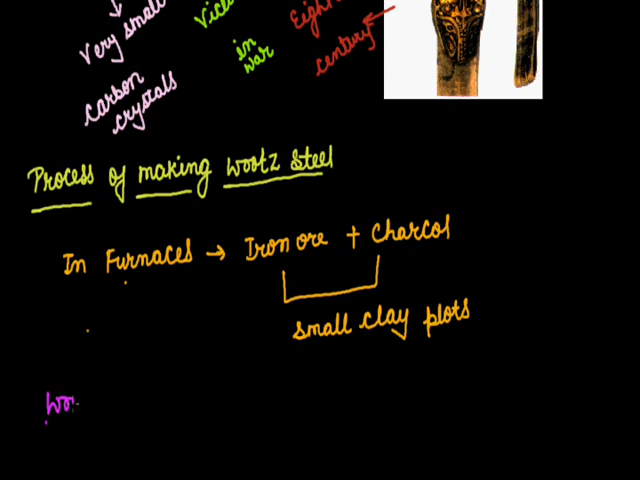 very small
carbon
crystals
in
war
century
Process of making wootz steel
In Furnaces → Iron ore + Charcol
small clay plots